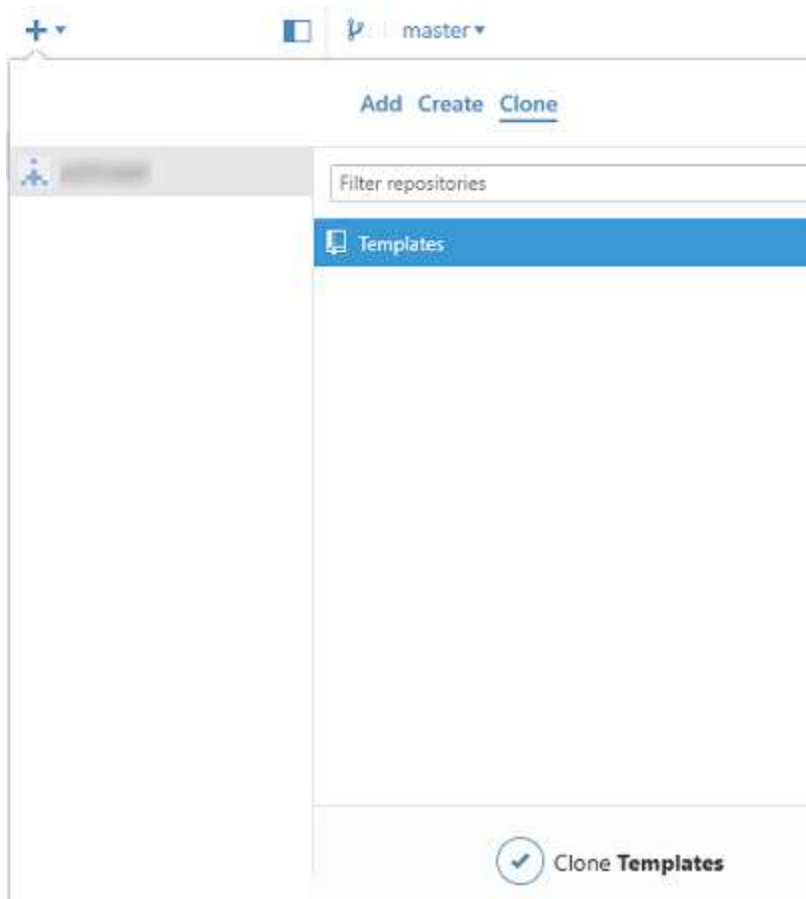 master
Add Create Clone
Filter repositories
Templates
Clone Templates